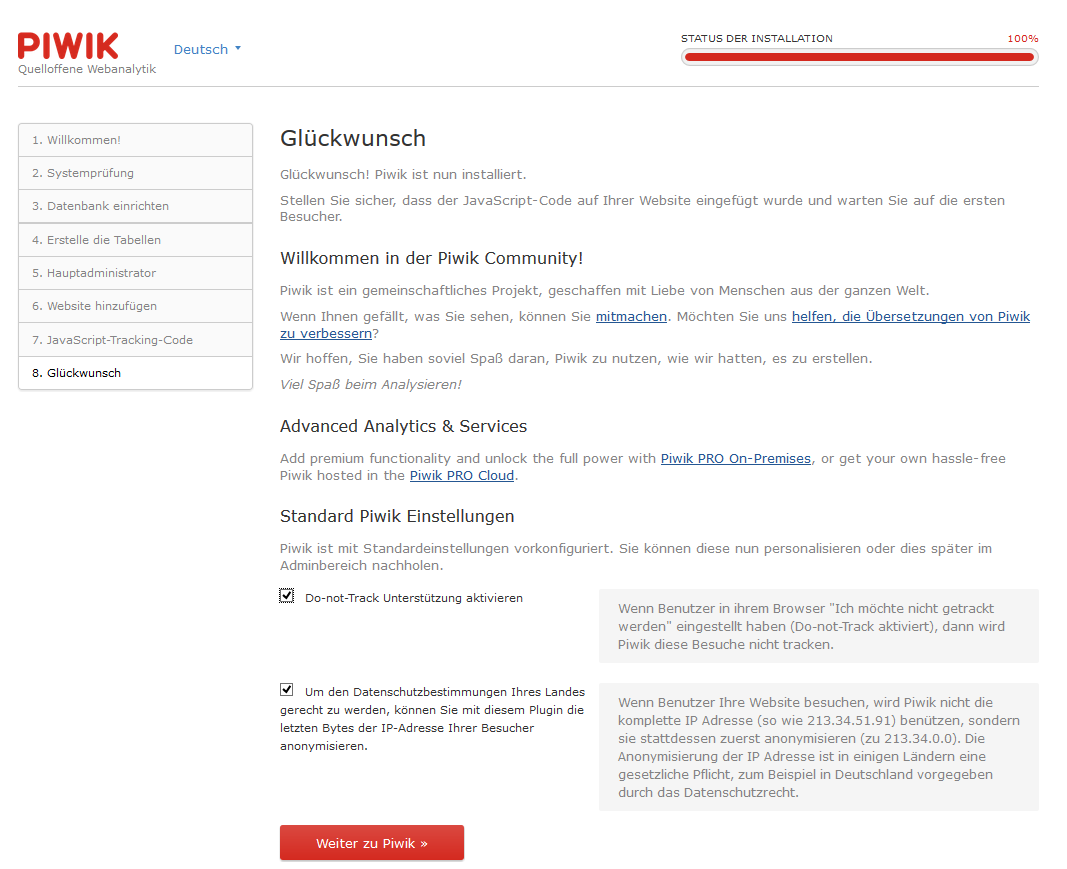 PIWIK
Quelloffene Webanalytik
Deutsch
STATUS DER INSTALLATION 100%
1. Willkommen!
2. Systemprüfung
3. Datenbank einrichten
4. Erstelle die Tabellen
5. Hauptadministrator
6. Website hinzufügen
7. JavaScript-Tracking-Code
8. Glückwunsch
Glückwunsch
Glückwunsch! Piwik ist nun installiert.
Stellen Sie sicher, dass der JavaScript-Code auf Ihrer Website eingefügt wurde und warten Sie auf die ersten
Besucher.
Willkommen in der Piwik Community!
Piwik ist ein gemeinschaftliches Projekt, geschaffen mit Liebe von Menschen aus der ganzen Welt.
Wenn Ihnen gefällt, was Sie sehen, können Sie mitmachen. Möchten Sie uns helfen, die Übersetzungen von Piwik
zu verbessern?
Wir hoffen, Sie haben soviel Spaß daran, Piwik zu nutzen, wie wir hatten, es zu erstellen.
Viel Spaß beim Analysieren!
Advanced Analytics & Services
Add premium functionality and unlock the full power with Piwik PRO On-Premises, or get your own hassle-free
Piwik hosted in the Piwik PRO Cloud.
Standard Piwik Einstellungen
Piwik ist mit Standardeinstellungen vorkonfiguriert. Sie können diese nun personalisieren oder dies später im
Adminbereich nachholen.
Do-not-Track Unterstützung aktivieren
Wenn Benutzer in ihrem Browser "Ich möchte nicht getrackt
werden" eingestellt haben (Do-not-Track aktiviert), dann wird
Piwik diese Besuche nicht tracken.
Um den Datenschutzbestimmungen Ihres Landes
gerecht zu werden, können Sie mit diesem Plugin die
letzten Bytes der IP-Adresse Ihrer Besucher
anonymisieren.
Wenn Benutzer Ihre Website besuchen, wird Piwik nicht die
komplette IP Adresse (so wie 213.34.51.91) benützen, sondern
sie stattdessen zuerst anonymisieren (zu 213.34.0.0). Die
Anonymisierung der IP Adresse ist in einigen Ländern eine
gesetzliche Pflicht, zum Beispiel in Deutschland vorgegeben
durch das Datenschutzrecht.
Weiter zu Piwik »